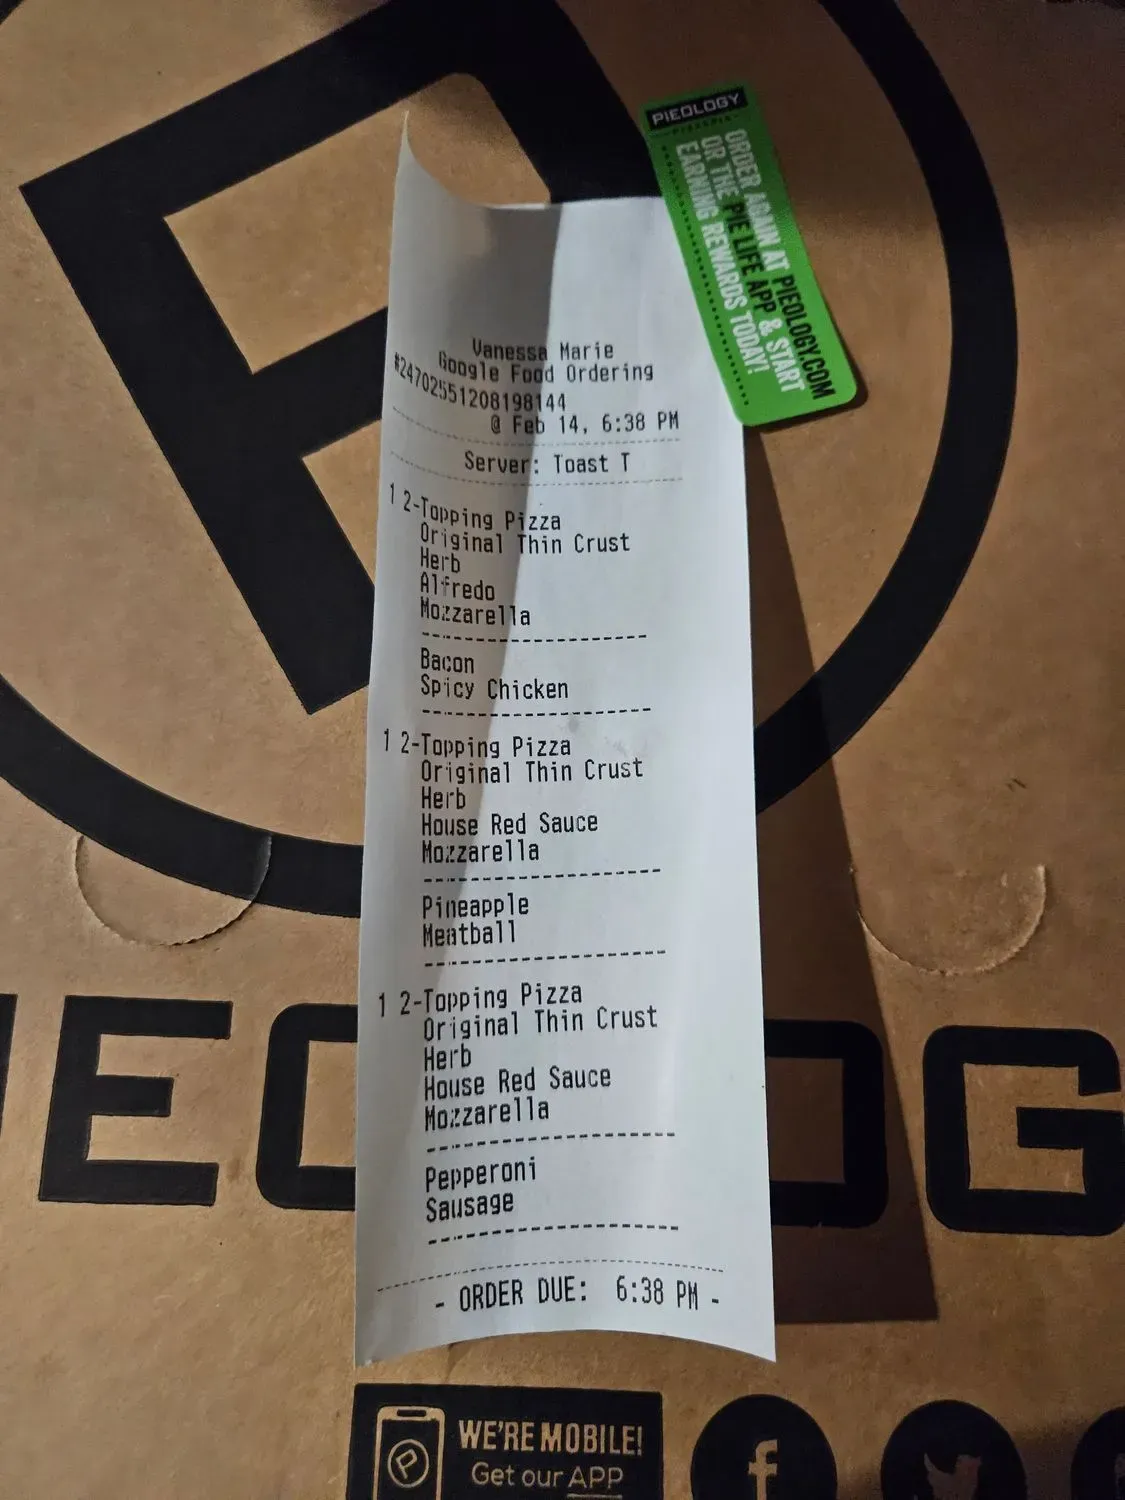 PIEOLOGY
PIZZERIA
ORDER AGAIN AT PIEOLOGY.COM
OR THE PIE LIFE APP & START
EARNING REWARDS TODAY!
Vanessa Marie
Google Food Ordering
#247025551208198144
@ Feb 14, 6:38 PM
Server: Toast T
1 2-Topping Pizza
Original Thin Crust
Herb
Alfredo
Mozzarella
Bacon
Spicy Chicken
1 2-Topping Pizza
Original Thin Crust
Herb
House Red Sauce
Mozzarella
Pineapple
Meatball
1 2-Topping Pizza
Original Thin Crust
Herb
House Red Sauce
Mozzarella
Pepperoni
Sausage
- ORDER DUE: 6:38 PM -
WE'RE MOBILE!
Get our APP